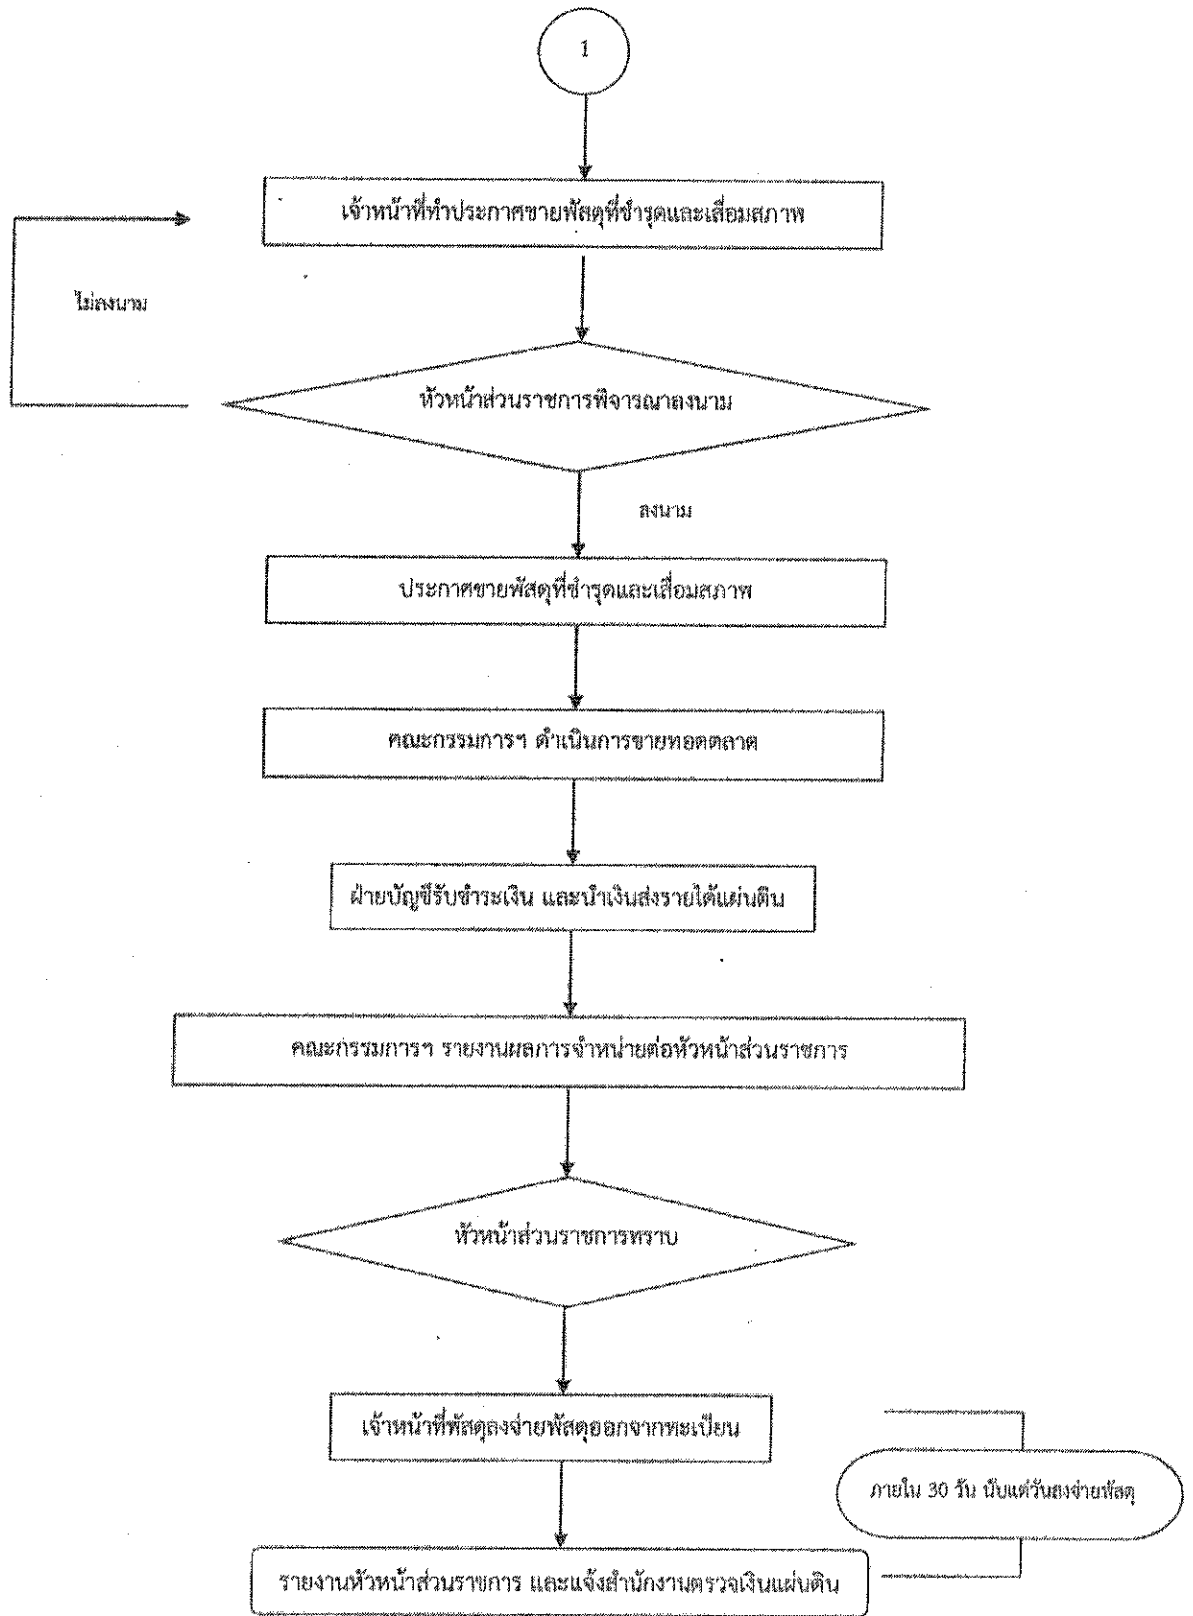 1
เจ้าหน้าที่ทำประกาศขายพัสดุที่ชำรุดและเสื่อมสภาพ
ไม่ลงนาม
หัวหน้าส่วนราชการพิจารณาลงนาม
ลงนาม
ประกาศขายพัสดุที่ชำรุดและเสื่อมสภาพ
คณะกรรมการฯ ดำเนินการขายทอดตลาด
ฝ่ายบัญชีรับชำระเงิน และนำเงินส่งรายได้แผ่นดิน
คณะกรรมการฯ รายงานผลการจำหน่ายต่อหัวหน้าส่วนราชการ
หัวหน้าส่วนราชการทราบ
เจ้าหน้าที่พัสดุลงจ่ายพัสดุออกจากทะเบียน
ภายใน 30 วัน นับแต่วันลงจ่ายพัสดุ
รายงานหัวหน้าส่วนราชการ และแจ้งสำนักงานตรวจเงินแผ่นดิน